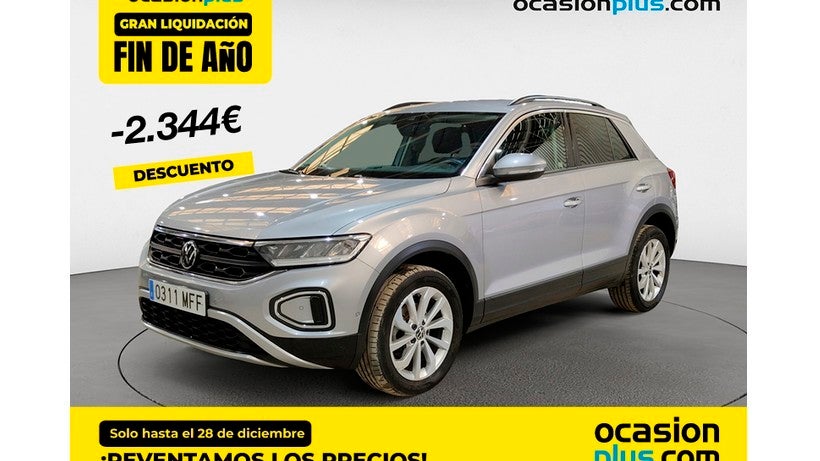 ocasionplus
ocasionplus.com
GRAN LIQUIDACIÓN
FIN DE AÑO
-2.344€
DESCUENTO
0311 MFF
Solo hasta el 28 de diciembre
¡REVENTAMOS LOS PRECIOS!
ocasion
plus.com